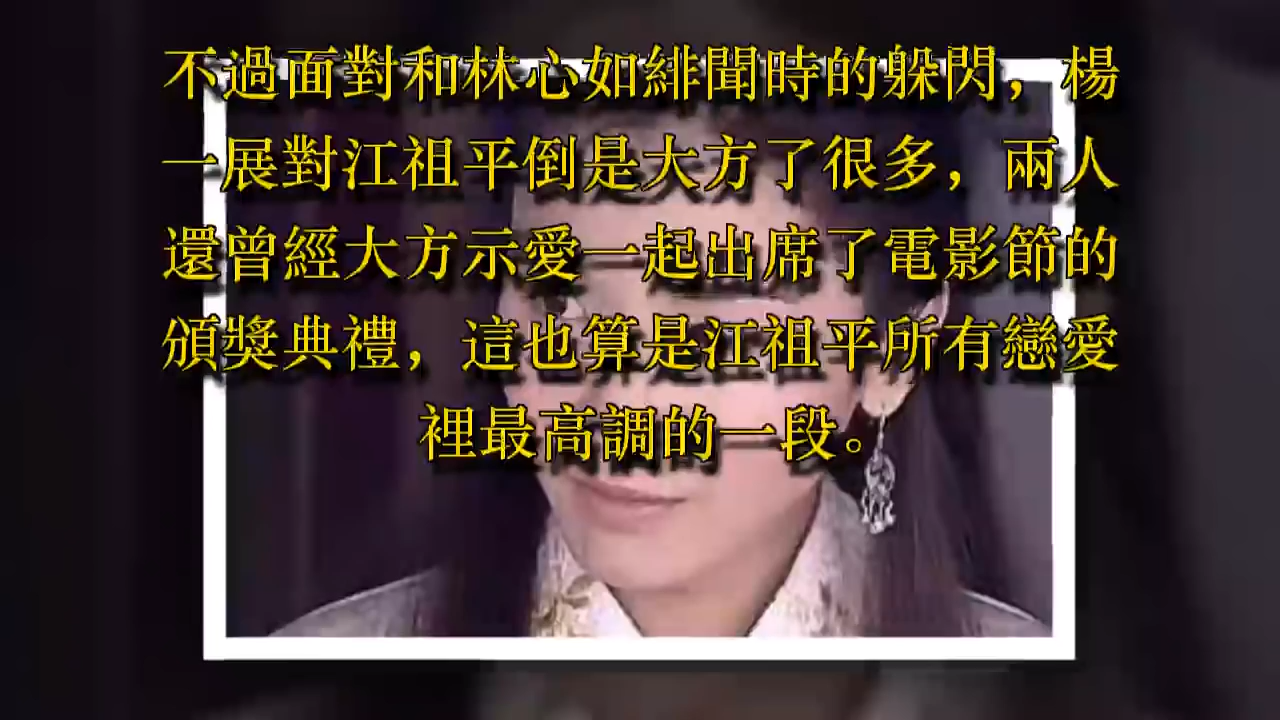 不過面對和林心如緋聞時的躲閃，楊
一展對江祖平倒是大方了很多，兩人
還曾經大方示愛一起出席了電影節的
頒獎典禮，這也算是江祖平所有戀愛
裡最高調的一段。